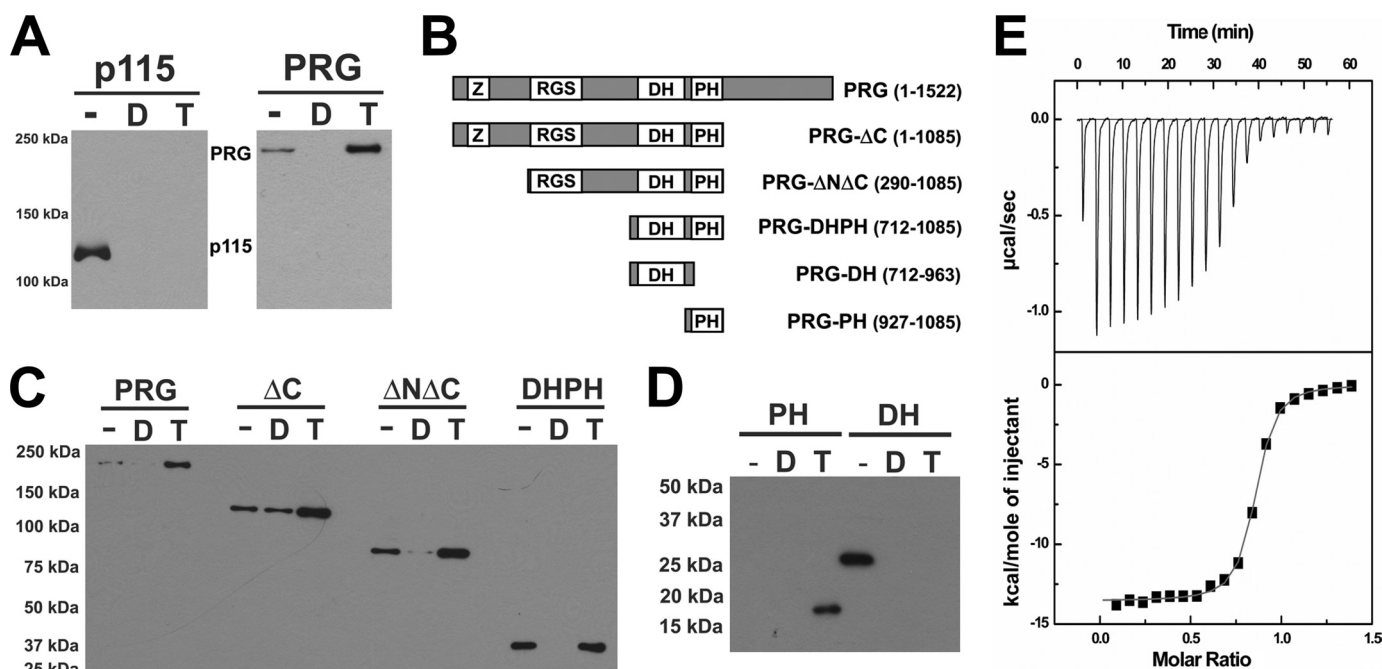 A
p115
- D T
PRG
- D T
250 kDa
150 kDa
100 kDa
PRG
p115
B
Z RGS DH PH PRG (1-1522)
Z RGS DH PH PRG-ΔC (1-1085)
RGS DH PH PRG-ΔNΔC (290-1085)
DH PH PRG-DHPH (712-1085)
DH PRG-DH (712-963)
PH PRG-PH (927-1085)
C
PRG ΔC ΔNΔC DHPH
- D T - D T - D T - D T
250 kDa
150 kDa
100 kDa
75 kDa
50 kDa
37 kDa
25 kDa
D
PH DH
- D T - D T
50 kDa
37 kDa
25 kDa
20 kDa
15 kDa
E
Time (min)
0 10 20 30 40 50 60
0.0
-0.5
-1.0
µcal/sec
0
-5
-10
-15
kcal/mole of injectant
0.0 0.5 1.0 1.5
Molar Ratio